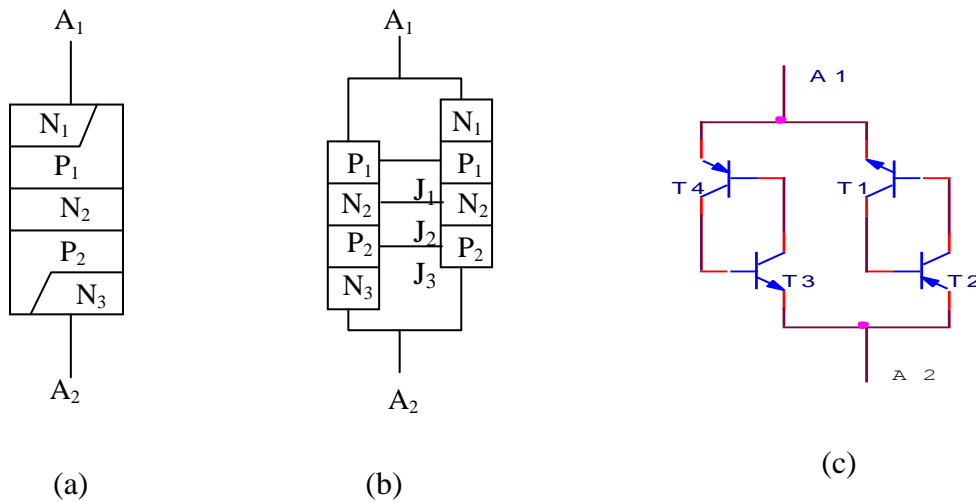 A₁
N₁
P₁
N₂
P₂
N₃
A₂
(a)
A₁
N₁
P₁ P₁
J₁
N₂ N₂
J₂
P₂ P₂
J₃
N₃
A₂
(b)
A 1
T4 T1
T3 T2
A 2
(c)